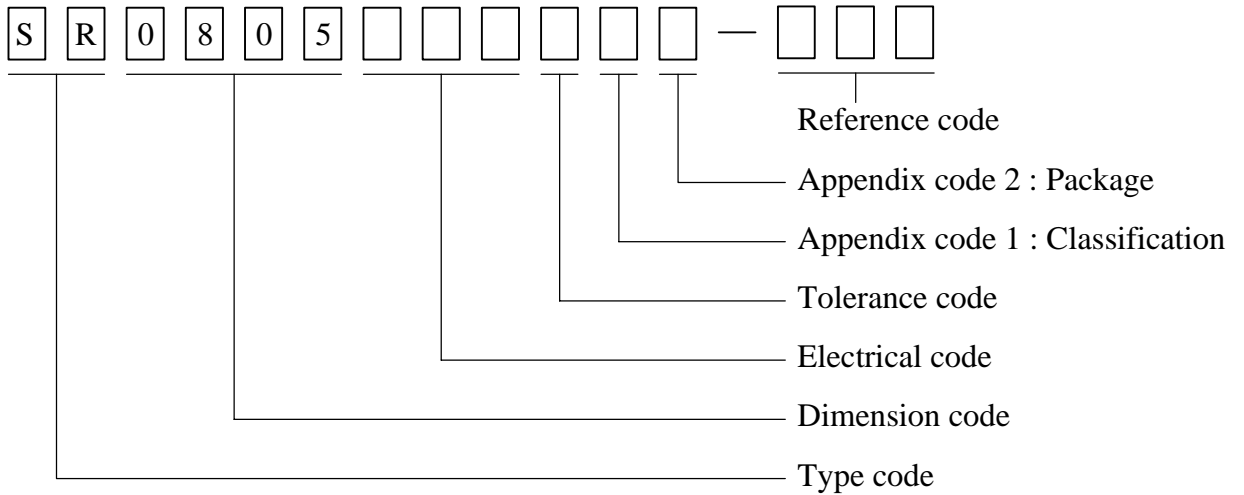 S R 0 8 0 5 —
Reference code
Appendix code 2 : Package
Appendix code 1 : Classification
Tolerance code
Electrical code
Dimension code
Type code